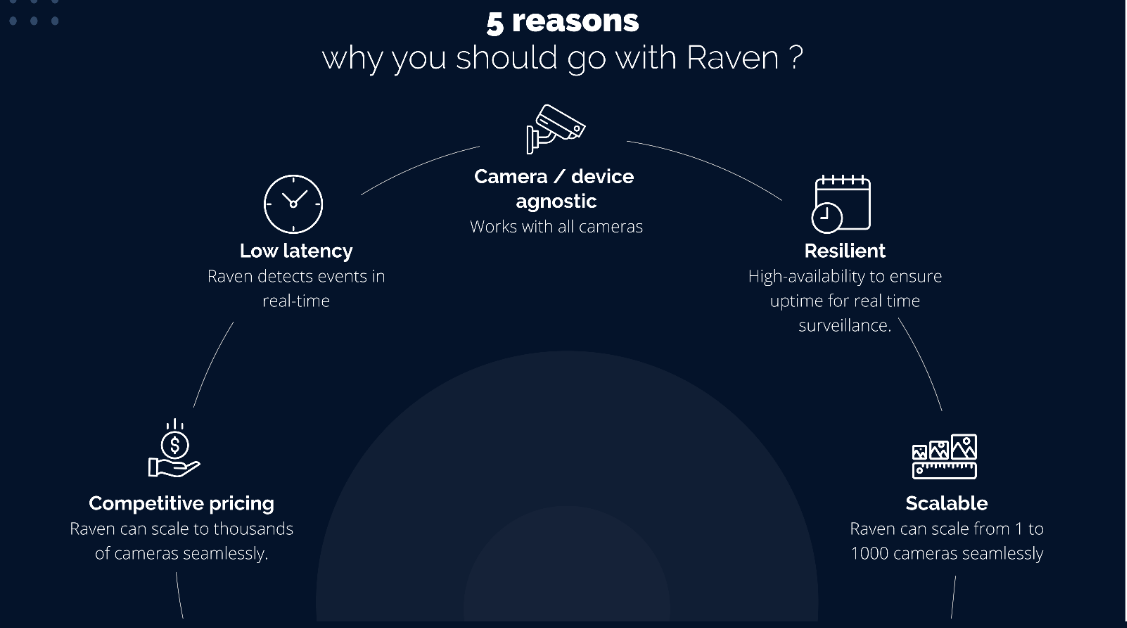 5 reasons
why you should go with Raven ?
Camera / device
agnostic
Works with all cameras
Low latency
Raven detects events in
real-time
Resilient
High-availability to ensure
uptime for real time
surveillance.
Competitive pricing
Raven can scale to thousands
of cameras seamlessly.
Scalable
Raven can scale from 1 to
1000 cameras seamlessly